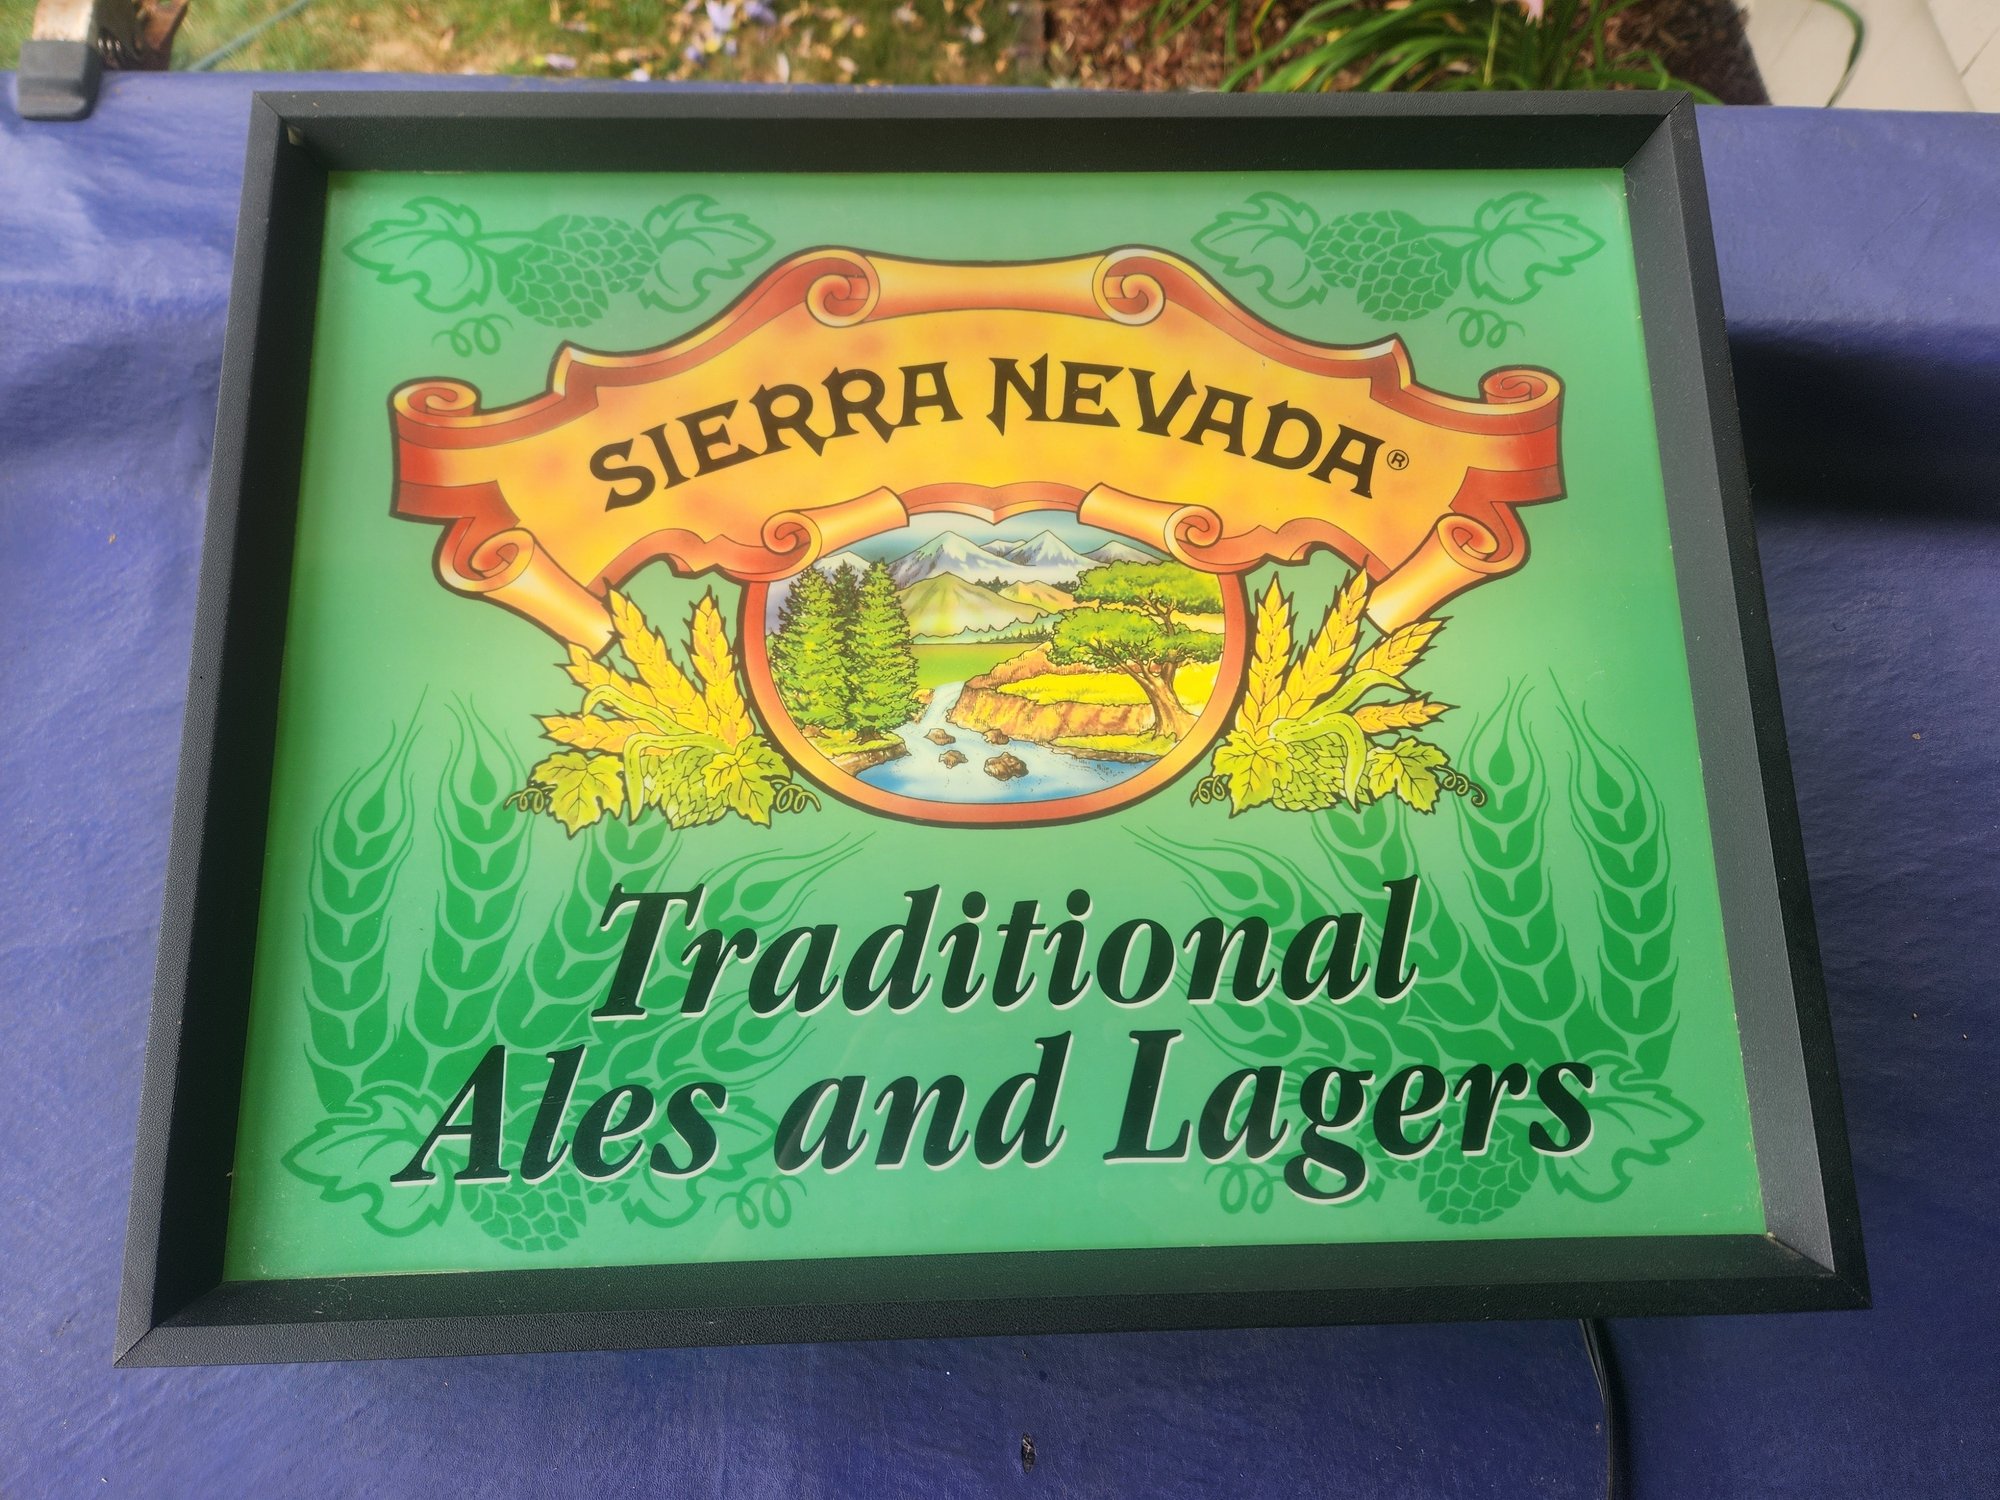 SIERRA NEVADA®
Traditional
Ales and Lagers